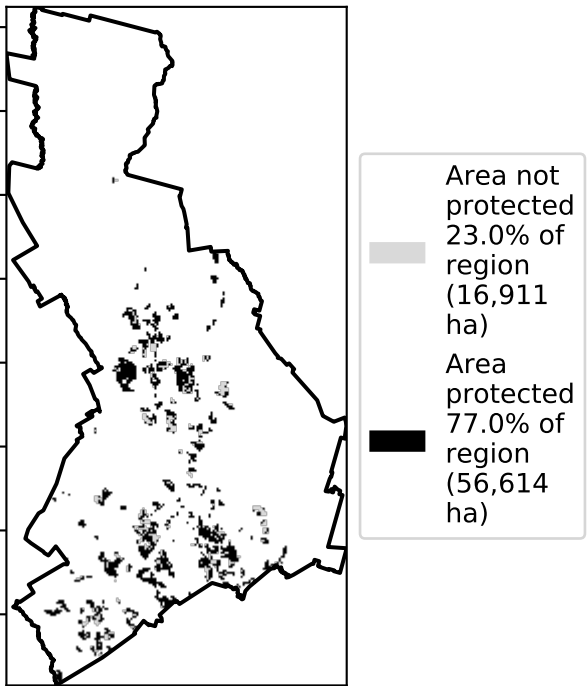 Area not
protected
23.0% of
region
(16,911
ha)
Area
protected
77.0% of
region
(56,614
ha)